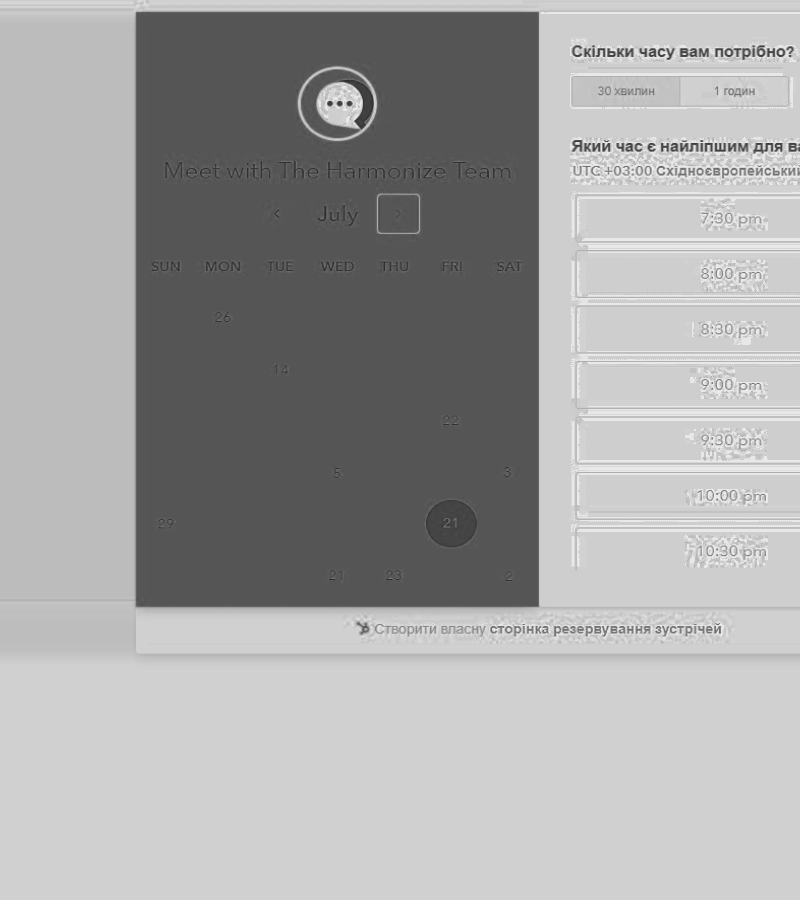 Meet with The Harmonize Team
‹ July ›
SUN MON TUE WED THU FRI SAT
26
14
22
5 3
29 21
21 23 2
Скільки часу вам потрібно?
30 хвилин 1 годин
Який час є найліпшим для ва
UTC +03:00 Східноєвропейський
7:30 pm
8:00 pm
8:30 pm
9:00 pm
9:30 pm
10:00 pm
10:30 pm
Створити власну сторінка резервування зустрічей